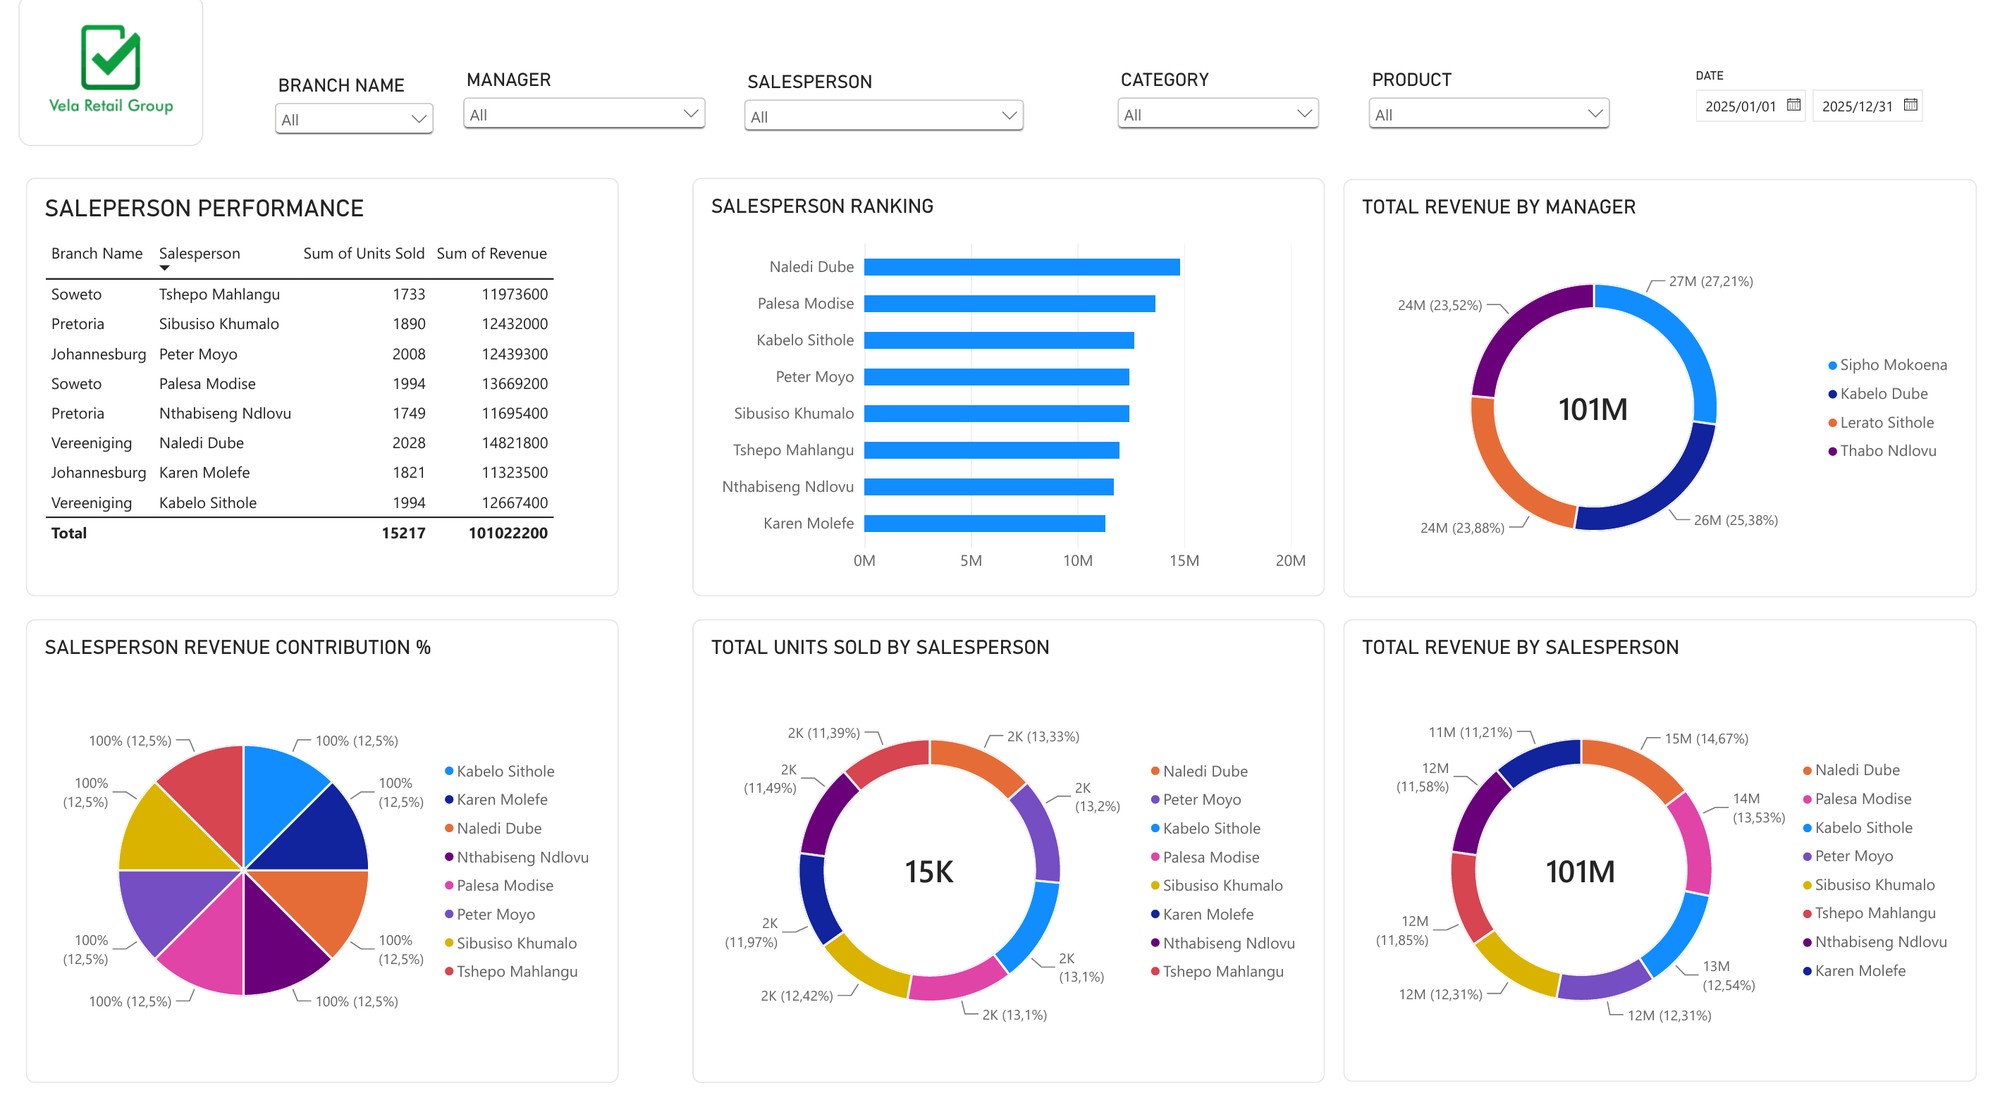 Vela Retail Group
BRANCH NAME
All
MANAGER
All
SALESPERSON
All
CATEGORY
All
PRODUCT
All
DATE
2025/01/01
2025/12/31
SALEPERSON PERFORMANCE
Branch Name Salesperson Sum of Units Sold Sum of Revenue
Soweto Tshepo Mahlangu 1733 11973600
Pretoria Sibusiso Khumalo 1890 12432000
Johannesburg Peter Moyo 2008 12439300
Soweto Palesa Modise 1994 13669200
Pretoria Nthabiseng Ndlovu 1749 11695400
Vereeniging Naledi Dube 2028 14821800
Johannesburg Karen Molefe 1821 11323500
Vereeniging Kabelo Sithole 1994 12667400
Total 15217 101022200
SALESPERSON RANKING
Naledi Dube
Palesa Modise
Kabelo Sithole
Peter Moyo
Sibusiso Khumalo
Tshepo Mahlangu
Nthabiseng Ndlovu
Karen Molefe
0M 5M 10M 15M 20M
TOTAL REVENUE BY MANAGER
27M (27,21%)
24M (23,52%)
101M
24M (23,88%)
26M (25,38%)
Sipho Mokoena
Kabelo Dube
Lerato Sithole
Thabo Ndlovu
SALESPERSON REVENUE CONTRIBUTION %
100% (12,5%)
100% (12,5%)
100%
(12,5%)
100%
(12,5%)
100%
(12,5%)
100%
(12,5%)
100% (12,5%)
100% (12,5%)
Kabelo Sithole
Karen Molefe
Naledi Dube
Nthabiseng Ndlovu
Palesa Modise
Peter Moyo
Sibusiso Khumalo
Tshepo Mahlangu
TOTAL UNITS SOLD BY SALESPERSON
2K (11,39%)
2K (13,33%)
2K
(11,49%)
2K
(13,2%)
15K
2K
(11,97%)
2K
(13,1%)
2K (12,42%)
2K (13,1%)
Naledi Dube
Peter Moyo
Kabelo Sithole
Palesa Modise
Sibusiso Khumalo
Karen Molefe
Nthabiseng Ndlovu
Tshepo Mahlangu
TOTAL REVENUE BY SALESPERSON
11M (11,21%)
15M (14,67%)
12M
(11,58%)
14M
(13,53%)
101M
12M
(11,85%)
13M
(12,54%)
12M (12,31%)
12M (12,31%)
Naledi Dube
Palesa Modise
Kabelo Sithole
Peter Moyo
Sibusiso Khumalo
Tshepo Mahlangu
Nthabiseng Ndlovu
Karen Molefe